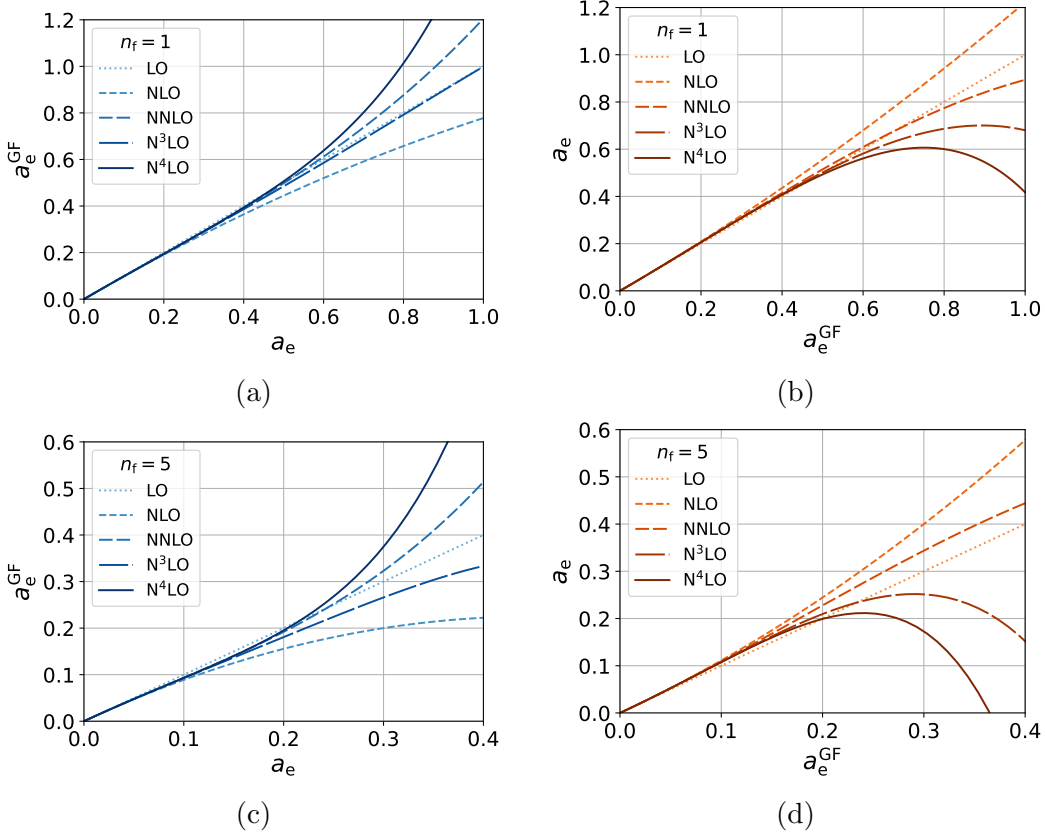 1.2
1.0
0.8
0.6
0.4
0.2
0.0
a_e^GF
n_f = 1
LO
NLO
NNLO
N³LO
N⁴LO
0.0 0.2 0.4 0.6 0.8 1.0
a_e
(a)
1.2
1.0
0.8
0.6
0.4
0.2
0.0
a_e
n_f = 1
LO
NLO
NNLO
N³LO
N⁴LO
0.0 0.2 0.4 0.6 0.8 1.0
a_e^GF
(b)
0.6
0.5
0.4
0.3
0.2
0.1
0.0
a_e^GF
n_f = 5
LO
NLO
NNLO
N³LO
N⁴LO
0.0 0.1 0.2 0.3 0.4
a_e
(c)
0.6
0.5
0.4
0.3
0.2
0.1
0.0
a_e
n_f = 5
LO
NLO
NNLO
N³LO
N⁴LO
0.0 0.1 0.2 0.3 0.4
a_e^GF
(d)